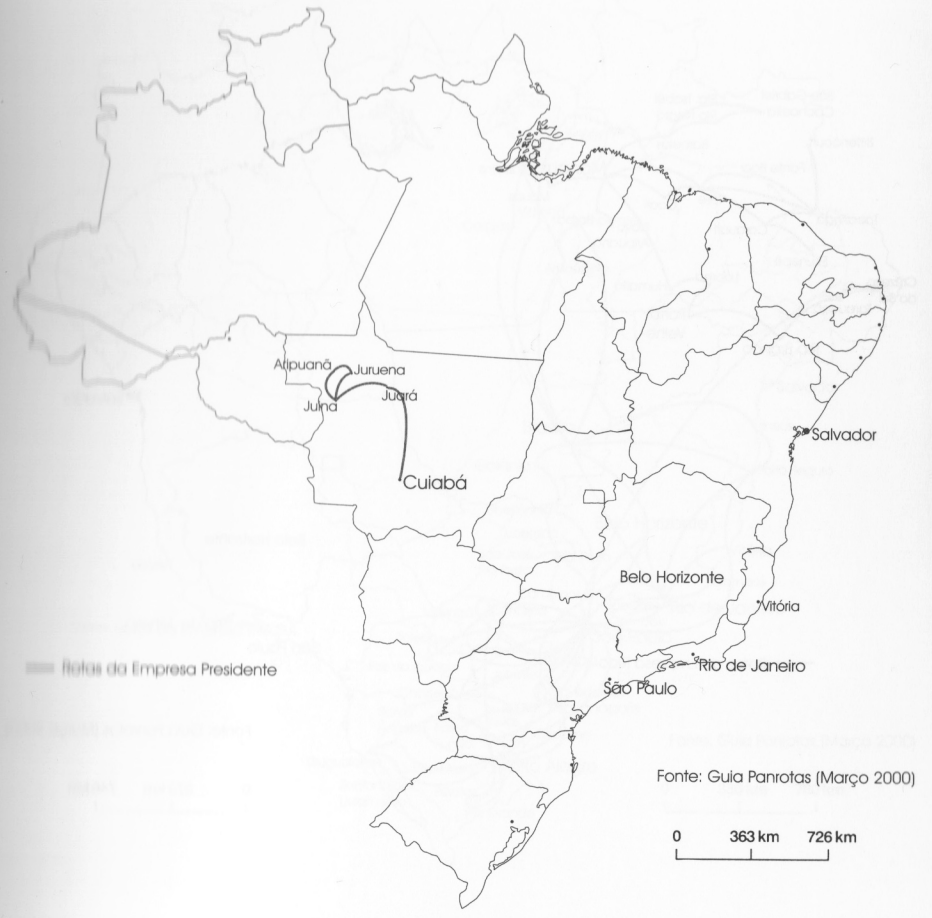 Aripuanã
Juruena
Juína
Juará
Salvador
Cuiabá
Belo Horizonte
Vitória
Rotas da Empresa Presidente
Rio de Janeiro
São Paulo
Fonte: Guia Panrotas (Março 2000)
0 363 km 726 km